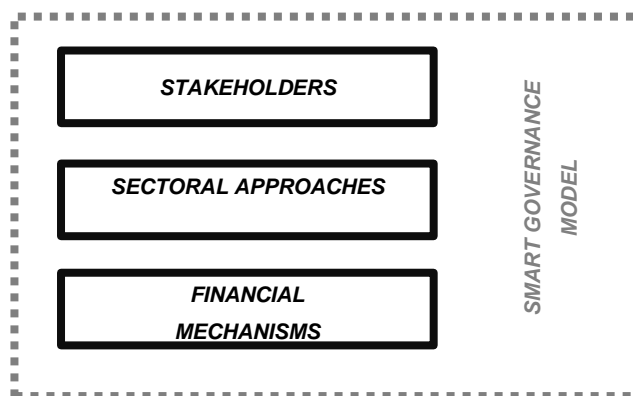 STAKEHOLDERS
SECTORAL APPROACHES
FINANCIAL
MECHANISMS
SMART GOVERNANCE
MODEL